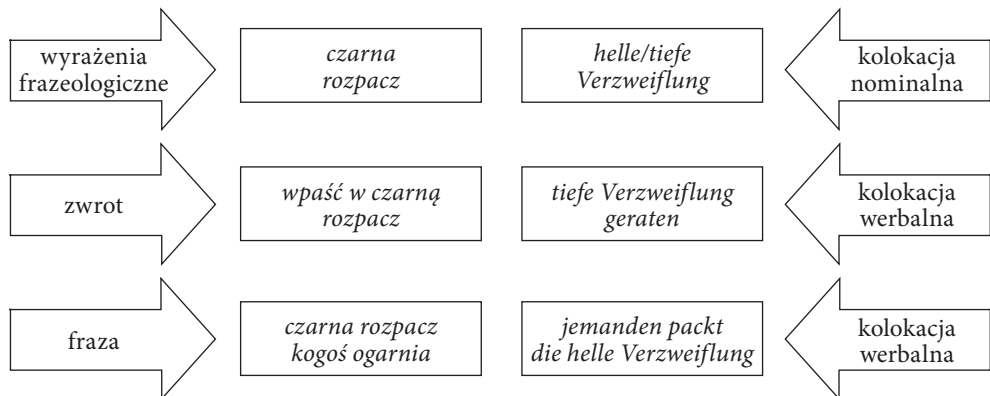 wyrażenia
frazeologiczne
czarna
rozpacz
helle/tiefe
Verzweiflung
kolokacja
nominalna
zwrot
wpaść w czarną
rozpacz
tiefe Verzweiflung
geraten
kolokacja
werbalna
fraza
czarna rozpacz
kogoś ogarnia
jemanden packt
die helle Verzweiflung
kolokacja
werbalna